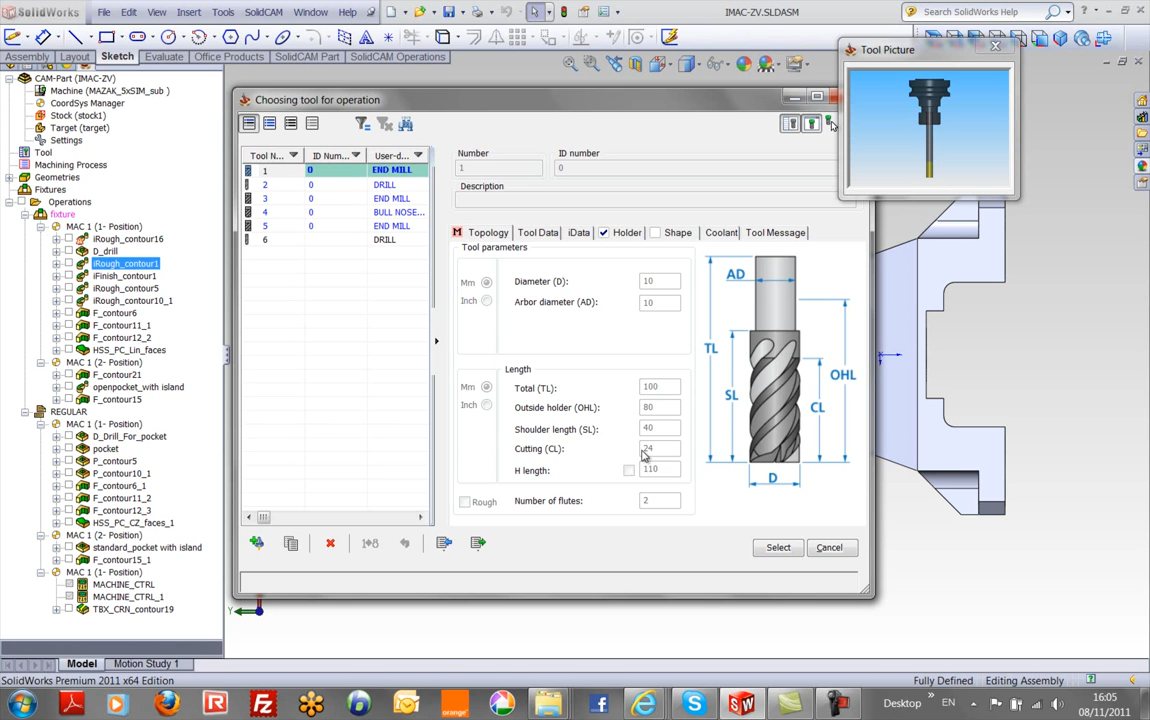 SolidWorks File Edit View Insert Tools SolidCAM Window Help IMAC-ZV.SLDASM Search SolidWorks Help
Assembly Layout Sketch Evaluate Office Products SolidCAM Part SolidCAM Operations
CAM-Part (IMAC-ZV)
Machine (MAZAK_5xSIM_sub )
CoordSys Manager
Stock (stock1)
Target (target)
Settings
Tool
Machining Process
Geometries
Fixtures
Operations
fixture
MAC 1 (1- Position)
iRough_contour16
D_drill
iRough_contour1
iFinish_contour1
iRough_contour5
iRough_contour10_1
F_contour6
F_contour11_1
F_contour12_2
HSS_PC_Lin_faces
MAC 1 (2- Position)
F_contour21
openpocket_with island
F_contour15
REGULAR
MAC 1 (1- Position)
D_Drill_For_pocket
pocket
P_contour5
P_contour10_1
F_contour6_1
F_contour11_2
F_contour12_3
HSS_PC_CZ_faces_1
MAC 1 (2- Position)
standard_pocket with island
F_contour15_1
MAC 1 (1- Position)
MACHINE_CTRL
MACHINE_CTRL_1
TBX_CRN_contour19
Choosing tool for operation
Tool N... ID Num... User-d...
1 0 END MILL
2 0 DRILL
3 0 END MILL
4 0 BULL NOSE...
5 0 END MILL
6 DRILL
Number ID number
1 0
Description
M Topology Tool Data iData Holder Shape Coolant Tool Message
Tool parameters
Mm Diameter (D): 10
Inch Arbor diameter (AD): 10
Length
Mm Total (TL): 100
Inch Outside holder (OHL): 80
Shoulder length (SL): 40
Cutting (CL): 24
H length: 110
Rough Number of flutes: 2
AD
TL
OHL
SL
CL
D
Select Cancel
Tool Picture
Y
Model Motion Study 1
SolidWorks 2011 x64 Edition Fully Defined Editing Assembly
Desktop EN 16:05
08/11/2011